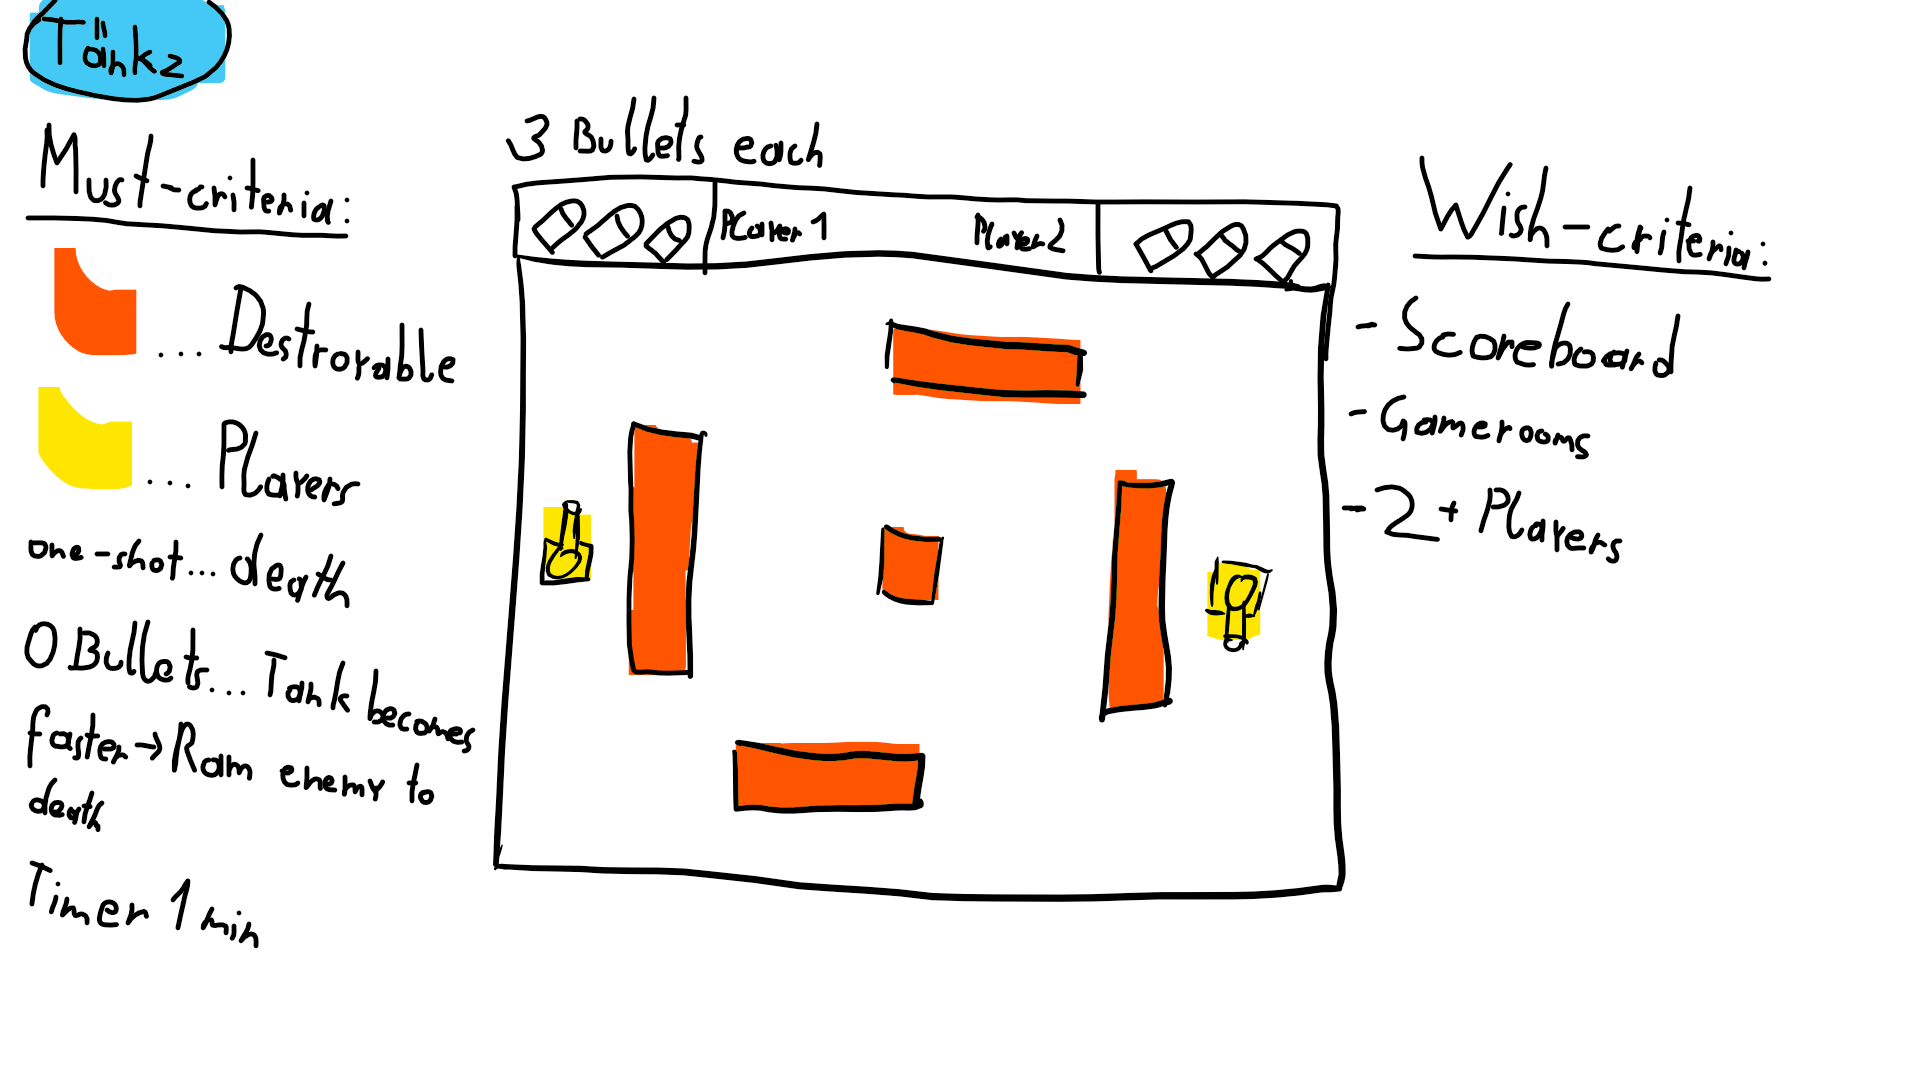 Tänkz
Must-criteria:
... Destroyable
... Players
one-shot... death
0 Bullets... Tank becomes
faster → Ram enemy to
death
Timer 1 min
3 Bullets each
Player 1
Player 2
Wish-criteria:
- Scoreboard
- Gamerooms
- 2+ Players